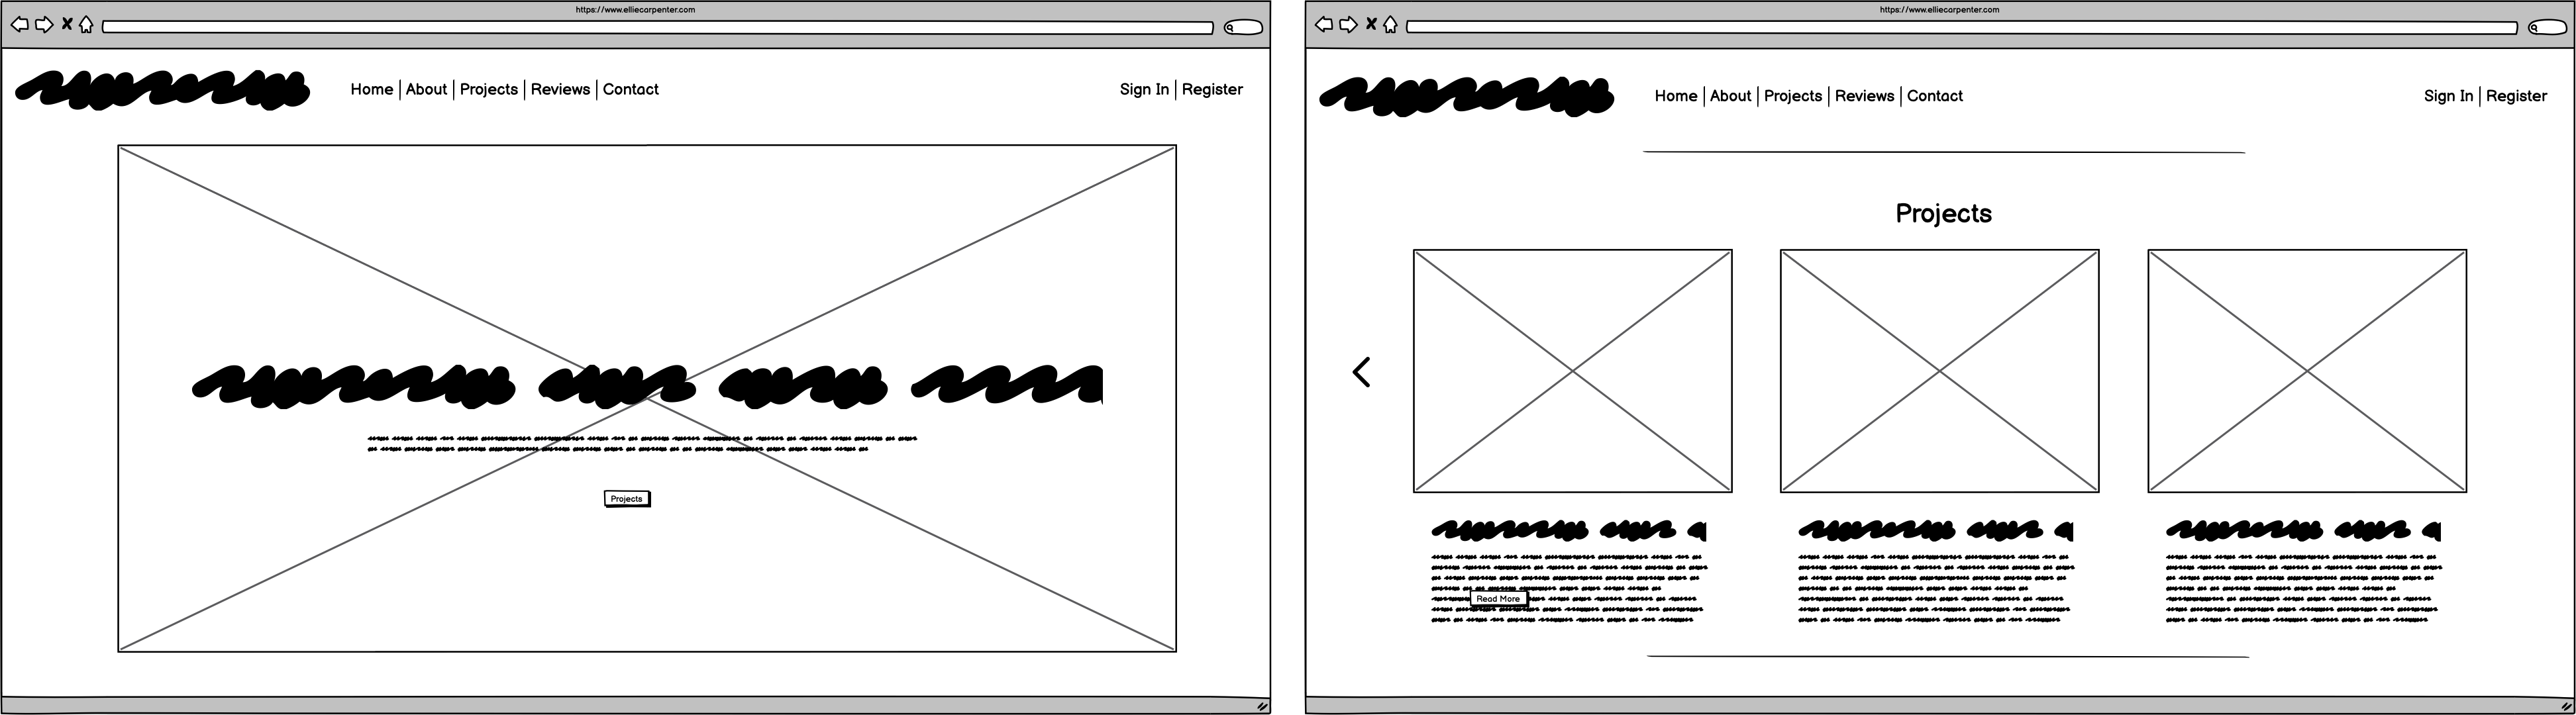 https://www.elliecarpenter.com
Home About Projects Reviews Contact
Sign In Register
Projects
https://www.elliecarpenter.com
Home About Projects Reviews Contact
Sign In Register
Projects
Read More